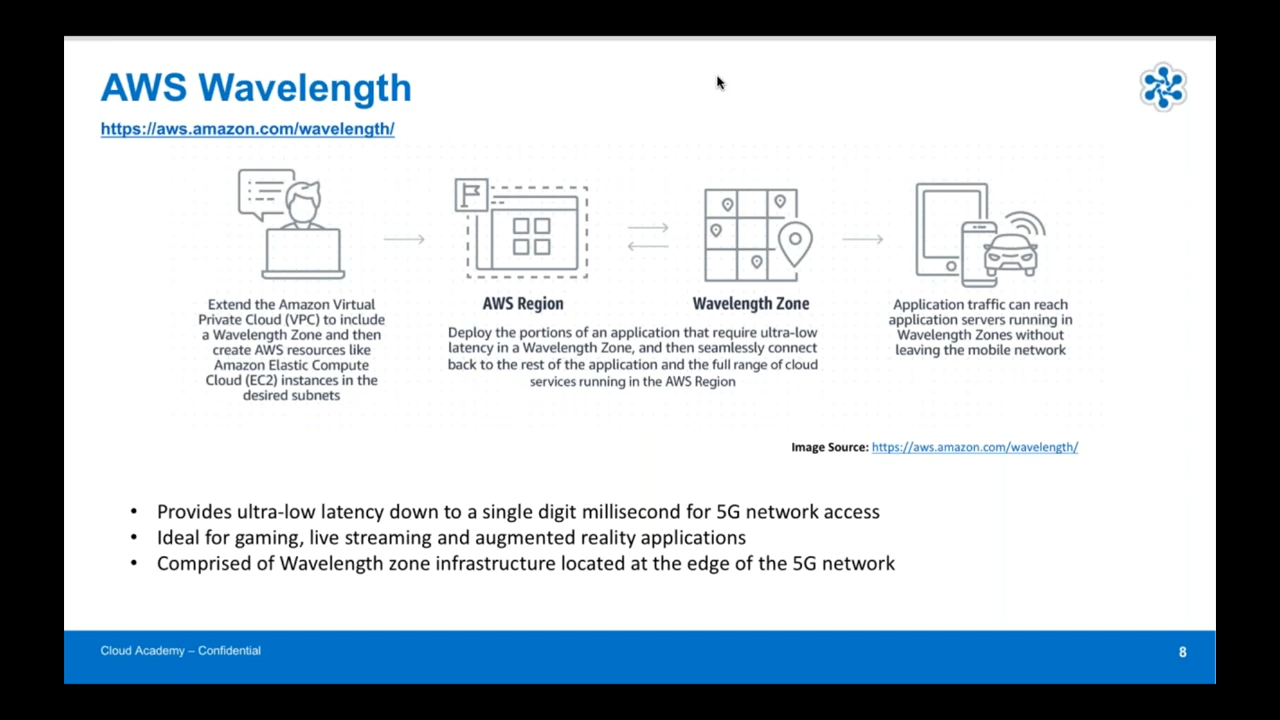 AWS Wavelength
https://aws.amazon.com/wavelength/
Extend the Amazon Virtual
Private Cloud (VPC) to include
a Wavelength Zone and then
create AWS resources like
Amazon Elastic Compute
Cloud (EC2) instances in the
desired subnets
AWS Region
Wavelength Zone
Deploy the portions of an application that require ultra-low
latency in a Wavelength Zone, and then seamlessly connect
back to the rest of the application and the full range of cloud
services running in the AWS Region
Application traffic can reach
application servers running in
Wavelength Zones without
leaving the mobile network
Image Source: https://aws.amazon.com/wavelength/
• Provides ultra-low latency down to a single digit millisecond for 5G network access
• Ideal for gaming, live streaming and augmented reality applications
• Comprised of Wavelength zone infrastructure located at the edge of the 5G network
Cloud Academy – Confidential
8